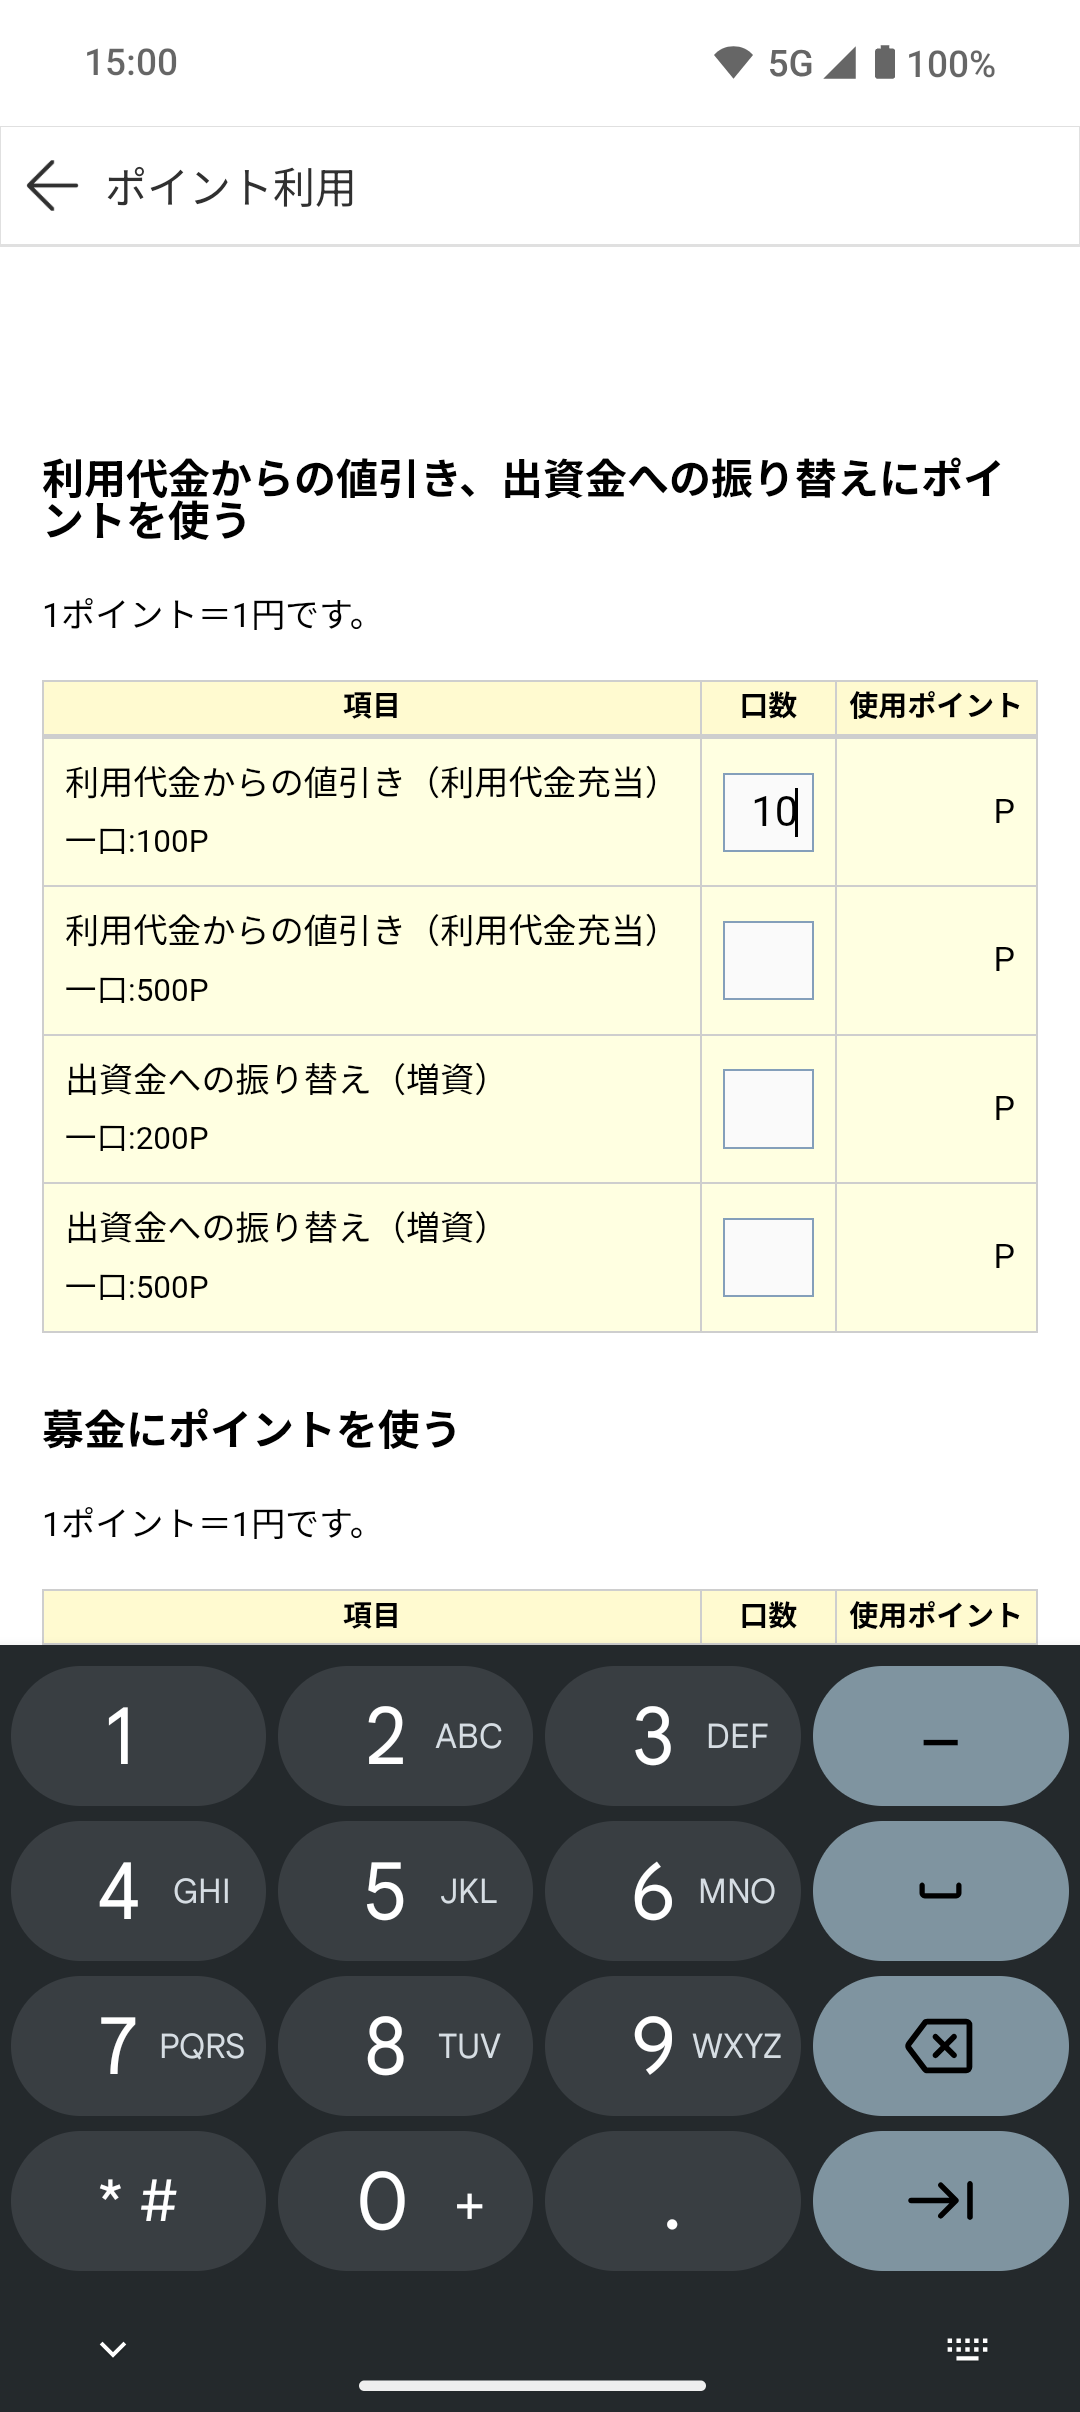 15:00
5G 100%
ポイント利用
利用代金からの値引き、出資金への振り替えにポイ
ントを使う
1ポイント＝1円です。
項目 口数 使用ポイント
利用代金からの値引き（利用代金充当） 10 P
一口:100P
利用代金からの値引き（利用代金充当） P
一口:500P
出資金への振り替え（増資） P
一口:200P
出資金への振り替え（増資） P
一口:500P
募金にポイントを使う
1ポイント＝1円です。
項目 口数 使用ポイント
1 2 ABC 3 DEF –
4 GHI 5 JKL 6 MNO
7 PQRS 8 TUV 9 WXYZ
* # 0 + .